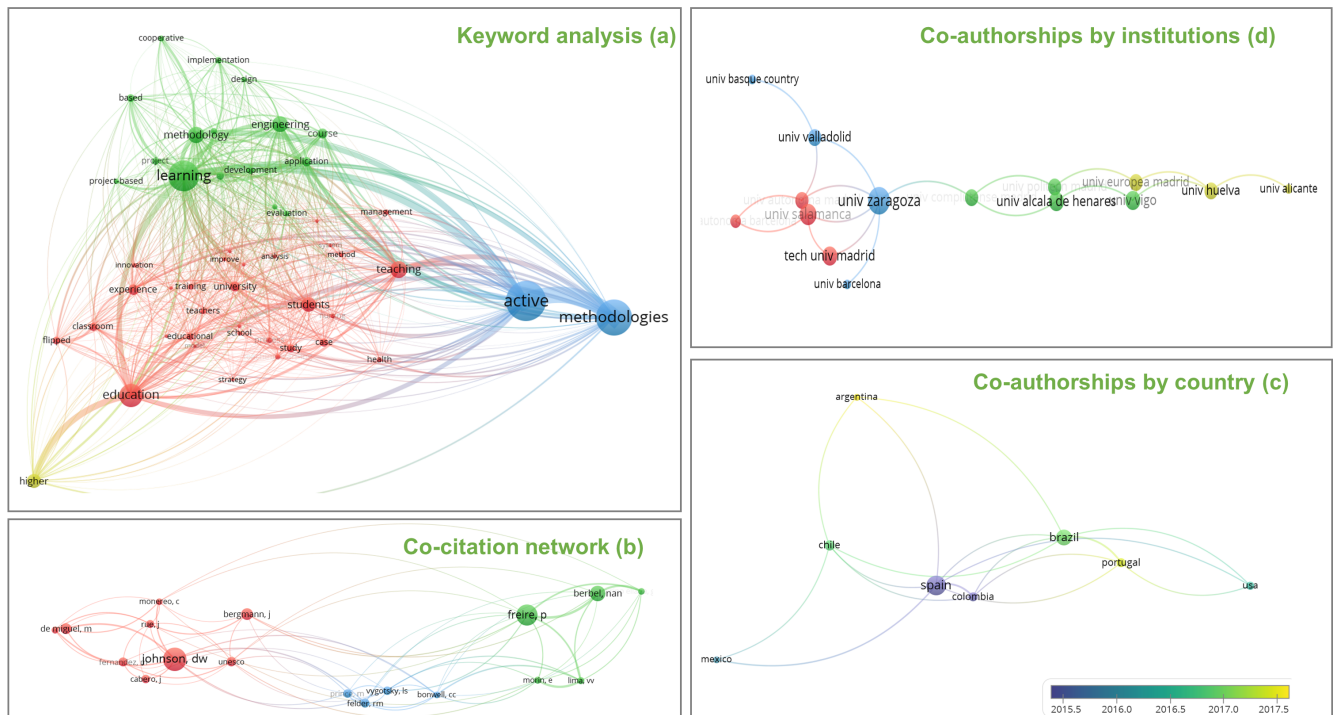 Keyword analysis (a)
cooperative
implementation
design
based
methodology
engineering
course
project
application
development
learning
project-based
evaluation
management
improve
analysis
method
innovation
teaching
experience
training
university
active
students
methodologies
teachers
classroom
educational
school
flipped
study
case
health
strategy
education
higher
Co-citation network (b)
monereo, c
bergmann, j
de miguel, m
rue, j
johnson, dw
unesco
cabero, j
freire, p
berbel, nan
morin, e
lima, vv
vygotsky, ls
bonwell, cc
felder, rm
Co-authorships by institutions (d)
univ basque country
univ valladolid
univ zaragoza
univ salamanca
tech univ madrid
univ barcelona
univ alcala de henares
univ europea madrid
univ vigo
univ huelva
univ alicante
Co-authorships by country (c)
argentina
chile
brazil
portugal
spain
colombia
usa
mexico
2015.5 2016.0 2016.5 2017.0 2017.5